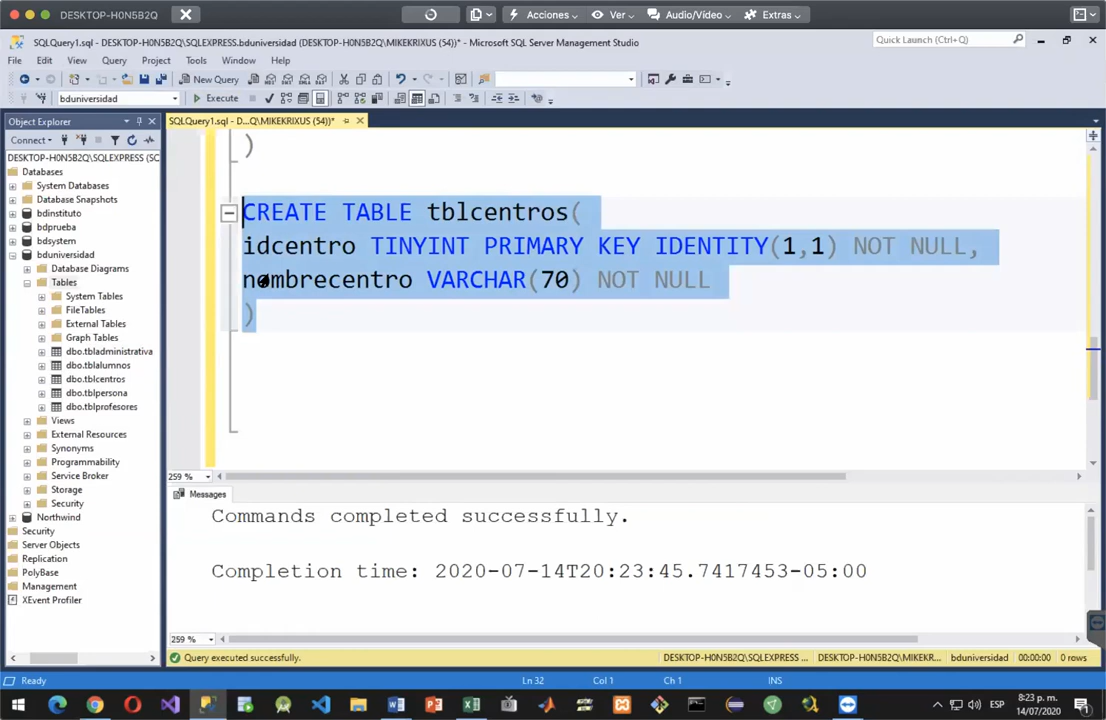 DESKTOP-H0N5B2Q
Acciones
Ver
Audio/Vídeo
Extras
SQLQuery1.sql - DESKTOP-H0N5B2Q\SQLEXPRESS.bduniversidad (DESKTOP-H0N5B2Q\MIKEKRIXUS (54))* - Microsoft SQL Server Management Studio
Quick Launch (Ctrl+Q)
File Edit View Query Project Tools Window Help
New Query
bduniversidad
Execute
Object Explorer
SQLQuery1.sql - D...Q\MIKEKRIXUS (54))*
Connect
DESKTOP-H0N5B2Q\SQLEXPRESS (SC
Databases
System Databases
Database Snapshots
bdinstituto
bdprueba
bdsystem
bduniversidad
Database Diagrams
Tables
System Tables
FileTables
External Tables
Graph Tables
dbo.tbladministrativa
dbo.tblalumnos
dbo.tblcentros
dbo.tblpersona
dbo.tblprofesores
Views
External Resources
Synonyms
Programmability
Service Broker
Storage
Security
Northwind
Security
Server Objects
Replication
PolyBase
Management
XEvent Profiler
)
CREATE TABLE tblcentros(
idcentro TINYINT PRIMARY KEY IDENTITY(1,1) NOT NULL,
nombrecentro VARCHAR(70) NOT NULL
)
259 %
Messages
Commands completed successfully.
Completion time: 2020-07-14T20:23:45.7417453-05:00
259 %
Query executed successfully.
DESKTOP-H0N5B2Q\SQLEXPRESS ...
DESKTOP-H0N5B2Q\MIKEKR...
bduniversidad
00:00:00
0 rows
Ready
Ln 32
Col 1
Ch 1
INS
ESP
8:23 p. m.
14/07/2020